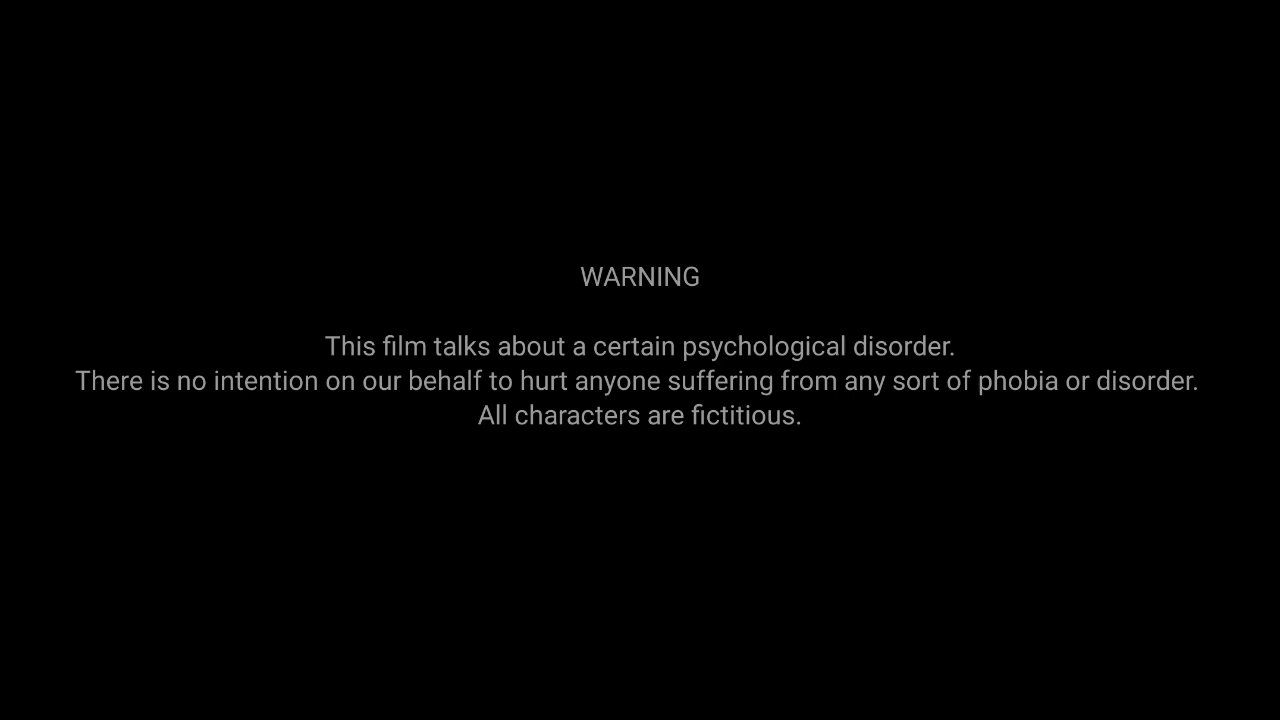 WARNING
This film talks about a certain psychological disorder.
There is no intention on our behalf to hurt anyone suffering from any sort of phobia or disorder.
All characters are fictitious.